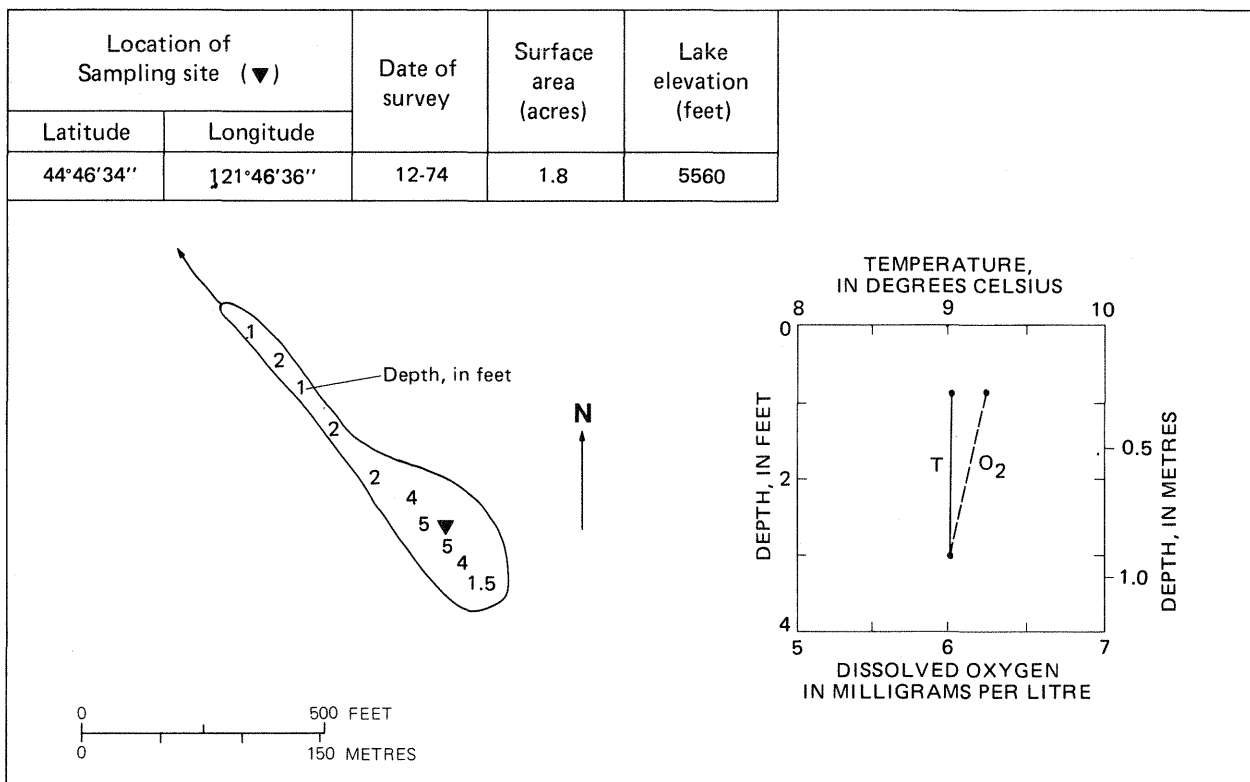 Location of
Sampling site (▼)
Date of
survey
Surface
area
(acres)
Lake
elevation
(feet)
Latitude
Longitude
44°46'34''
121°46'36''
12-74
1.8
5560
1
2
1
Depth, in feet
2
2
4
5
5
4
1.5
N
0 500 FEET
0 150 METRES
TEMPERATURE,
IN DEGREES CELSIUS
8 9 10
0
2
4
DEPTH, IN FEET
T
O2
0.5
1.0
DEPTH, IN METRES
5 6 7
DISSOLVED OXYGEN
IN MILLIGRAMS PER LITRE